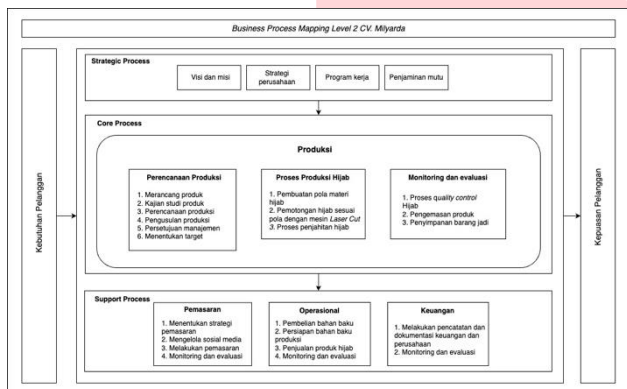 Business Process Mapping Level 2 CV. Milyarda
Kebutuhan Pelanggan
Strategic Process
Visi dan misi
Strategi
perusahaan
Program kerja
Penjaminan mutu
Core Process
Produksi
Perencanaan Produksi
1. Merancang produk
2. Kajian studi produk
3. Perencanaan produksi
4. Pengusulan produksi
5. Persetujuan manajemen
6. Menentukan target
Proses Produksi Hijab
1. Pembuatan pola materi
hijab
2. Pemotongan hijab sesuai
pola dengan mesin Laser Cut
3. Proses penjahitan hijab
Monitoring dan evaluasi
1. Proses quality control
Hijab
2. Pengemasan produk
3. Penyimpanan barang jadi
Support Process
Pemasaran
1. Menentukan strategi
pemasaran
2. Mengelola sosial media
3. Melakukan pemasaran
4. Monitoring dan evaluasi
Operasional
1. Pembelian bahan baku
2. Persiapan bahan baku
produksi
3. Penjualan produk hijab
4. Monitoring dan evaluasi
Keuangan
1. Melakukan pencatatan dan
dokumentasi keuangan dan
perusahaan
2. Monitoring dan evaluasi
Kepuasan Pelanggan